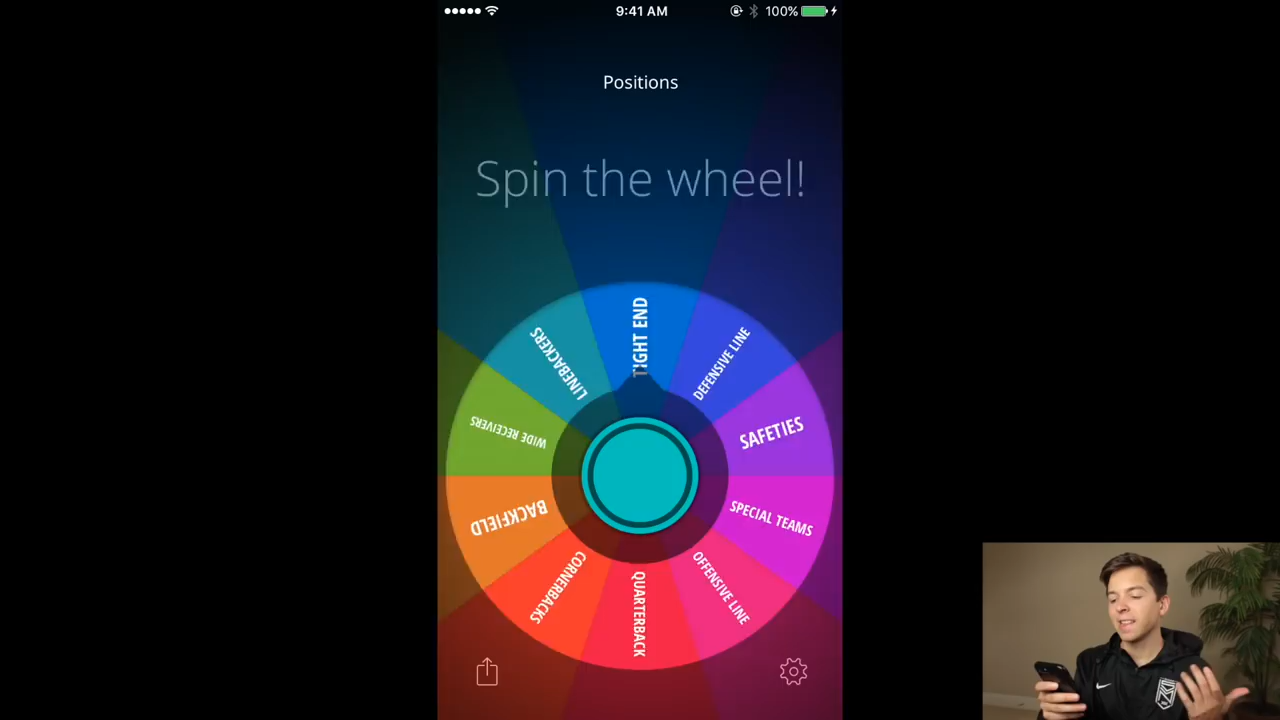 9:41 AM
100%
Positions
Spin the wheel!
TIGHT END
DEFENSIVE LINE
SAFETIES
SPECIAL TEAMS
OFFENSIVE LINE
QUARTERBACK
CORNERBACKS
BACKFIELD
WIDE RECEIVERS
LINEBACKERS